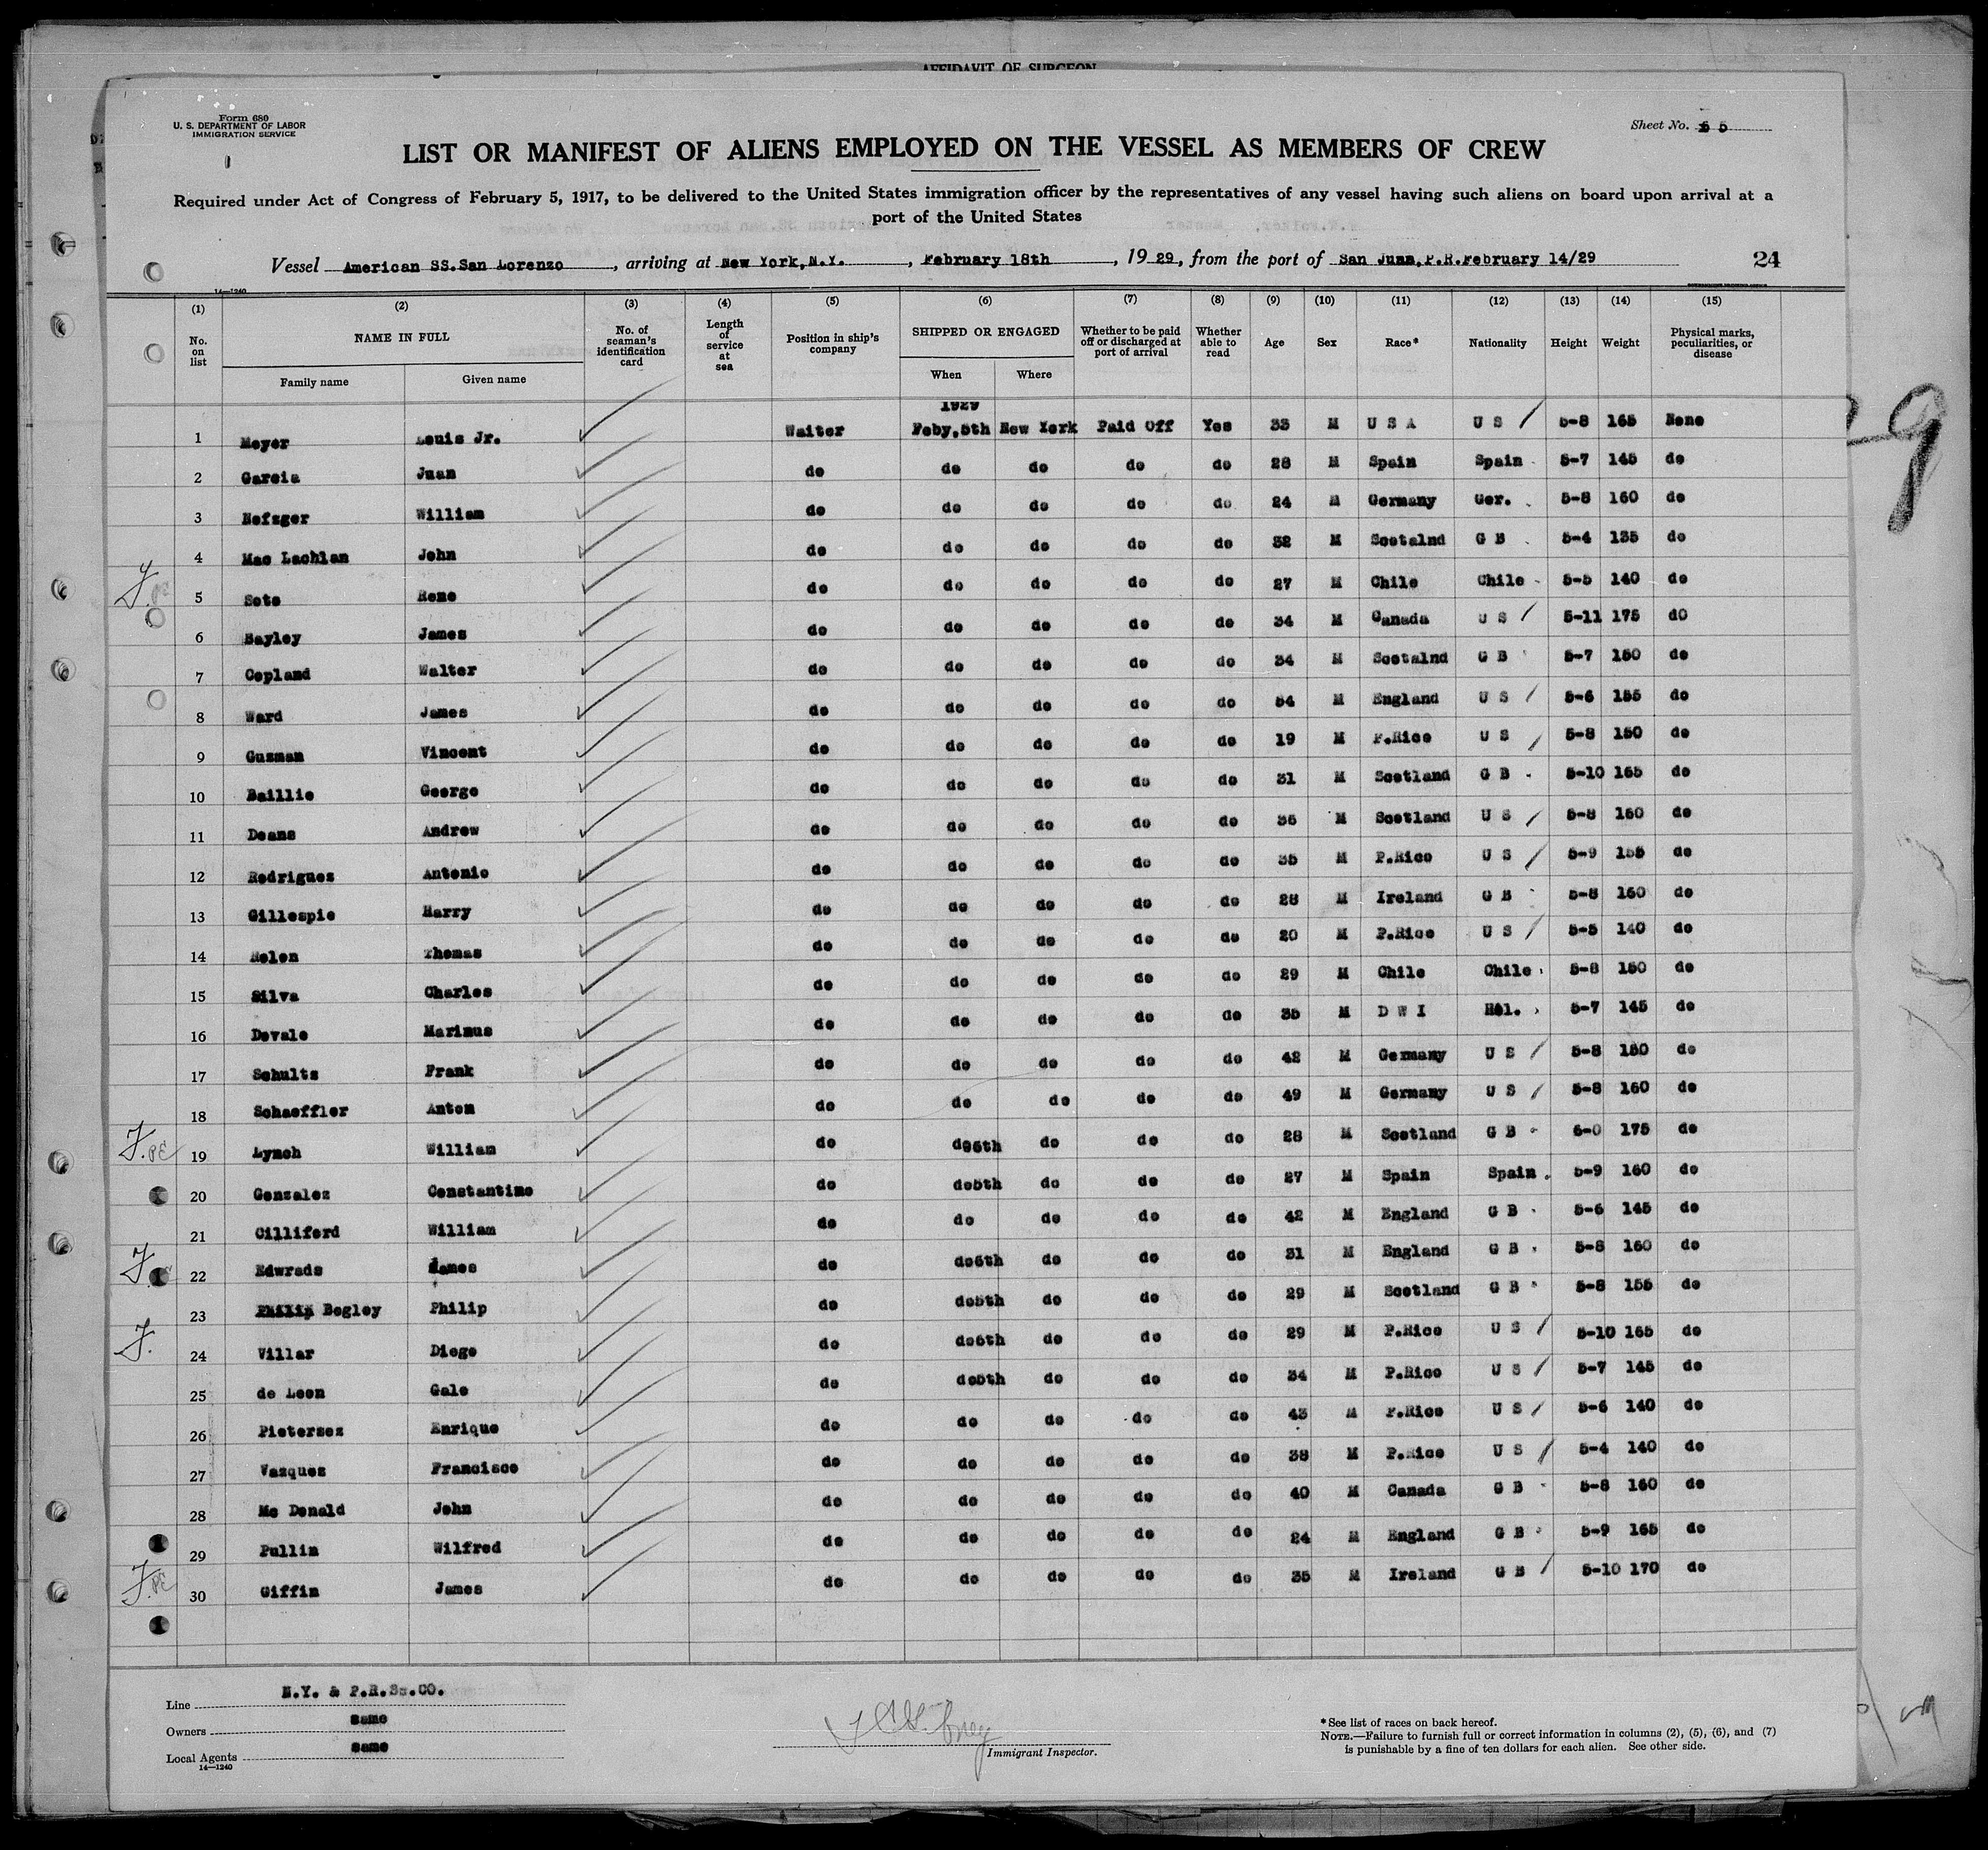 AFFIDAVIT OF SURGEON
Form 680
U. S. DEPARTMENT OF LABOR
IMMIGRATION SERVICE
Sheet No. 5
LIST OR MANIFEST OF ALIENS EMPLOYED ON THE VESSEL AS MEMBERS OF CREW
Required under Act of Congress of February 5, 1917, to be delivered to the United States immigration officer by the representatives of any vessel having such aliens on board upon arrival at a
port of the United States
Vessel American SS.San Lorenzo, arriving at New York,N.Y., February 18th, 19 29, from the port of San Juan,P.R.February 14/29 24
14—1240
(1) (2) (3) (4) (5) (6) (7) (8) (9) (10) (11) (12) (13) (14) (15)
No. on list NAME IN FULL Family name Given name No. of seaman's identification card Length of service at sea Position in ship's company SHIPPED OR ENGAGED When Where Whether to be paid off or discharged at port of arrival Whether able to read Age Sex Race* Nationality Height Weight Physical marks, peculiarities, or disease
1929
1 Meyer Louis Jr. Waiter Feby,5th New York Paid Off Yes 33 M U S A U S 5-8 165 None
2 Garcia Juan do do do do do 28 M Spain Spain 5-7 145 do
3 Hefzger William do do do do do 24 M Germany Ger. 5-8 160 do
4 Mac Lachlan John do do do do do 32 M Scotalnd G B 5-4 135 do
5 Soto Rene do do do do do 27 M Chile Chile 5-5 140 do
6 Bayley James do do do do do 34 M Canada U S 5-11 175 dO
7 Copland Walter do do do do do 34 M Scotalnd G B 5-7 150 do
8 Ward James do do do do do 54 M England U S 5-6 155 do
9 Guzman Vincent do do do do do 19 M P.Rico U S 5-8 150 do
10 Baillie George do do do do do 31 M Scotland G B 5-10 165 do
11 Deans Andrew do do do do do 36 M Scotland U S 5-8 160 do
12 Rodriguez Antonio do do do do do 35 M P.Rico U S 5-9 155 do
13 Gillespie Harry do do do do do 28 M Ireland G B 5-8 160 do
14 Nolen Thomas do do do do do 20 M P.Rico U S 5-5 140 do
15 Silva Charles do do do do do 29 M Chile Chile 5-8 150 do
16 Dovale Marinus do do do do do 35 M D W I Hol. 5-7 145 do
17 Schultz Frank do do do do do 42 M Germany U S 5-8 150 do
18 Schaeffler Anton do do do do do 49 M Germany U S 5-8 160 do
19 Lynch William do do6th do do do 28 M Scotland G B 6-0 175 do
20 Gonzalez Constantino do do5th do do do 27 M Spain Spain 5-9 160 do
21 Cilliford William do do do do do 42 M England G B 5-6 145 do
22 Edwrads James do do6th do do do 31 M England G B 5-8 160 do
23 Philip Begley Philip do do5th do do do 29 M Scotland G B 5-8 155 do
24 Villar Diego do do6th do do do 29 M P.Rico U S 5-10 165 do
25 de Leon Gale do do5th do do do 34 M P.Rico U S 5-7 145 do
26 Pietersez Enrique do do do do do 43 M P.Rico U S 5-6 140 do
27 Vazquez Francisco do do do do do 38 M P.Rico U S 5-4 140 do
28 Mc Donald John do do do do do 40 M Canada G B 5-8 160 do
29 Pullin Wilfred do do do do do 24 M England G B 5-9 165 do
30 Giffin James do do do do do 35 M Ireland G B 5-10 170 do
Line N.Y. & P.R.Ss.CO.
Owners same
Local Agents same
14—1240
Immigrant Inspector.
*See list of races on back hereof.
NOTE.—Failure to furnish full or correct information in columns (2), (5), (6), and (7)
is punishable by a fine of ten dollars for each alien. See other side.